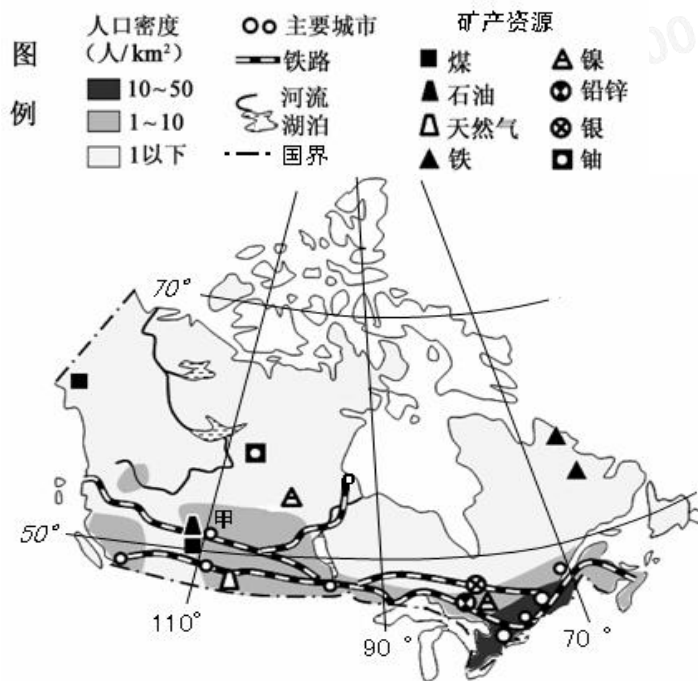 图
例
人口密度
（人/km²）
10~50
1~10
1以下
主要城市
铁路
河流
湖泊
国界
矿产资源
煤
石油
天然气
铁
镍
铅锌
银
铀
70°
甲
50°
110°
90°
70°